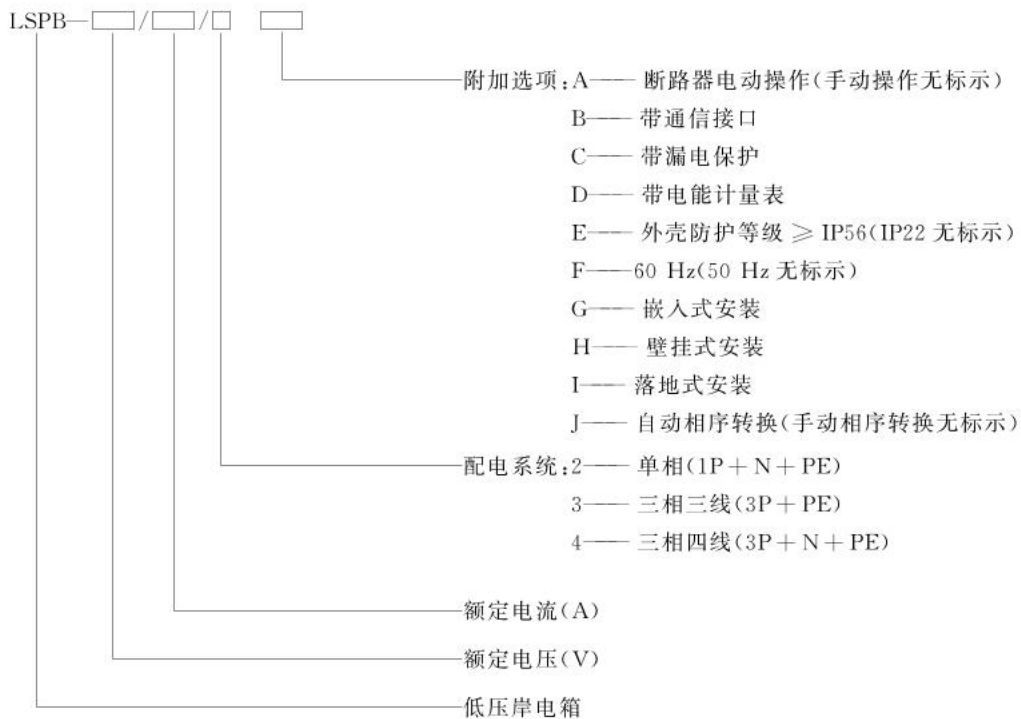 LSPB—□/□/□ □
附加选项:A—— 断路器电动操作(手动操作无标示)
B—— 带通信接口
C—— 带漏电保护
D—— 带电能计量表
E—— 外壳防护等级 ⩾ IP56(IP22 无标示)
F——60 Hz(50 Hz 无标示)
G—— 嵌入式安装
H—— 壁挂式安装
I—— 落地式安装
J—— 自动相序转换(手动相序转换无标示)
配电系统:2—— 单相(1P+N+PE)
3—— 三相三线(3P+PE)
4—— 三相四线(3P+N+PE)
额定电流(A)
额定电压(V)
低压岸电箱